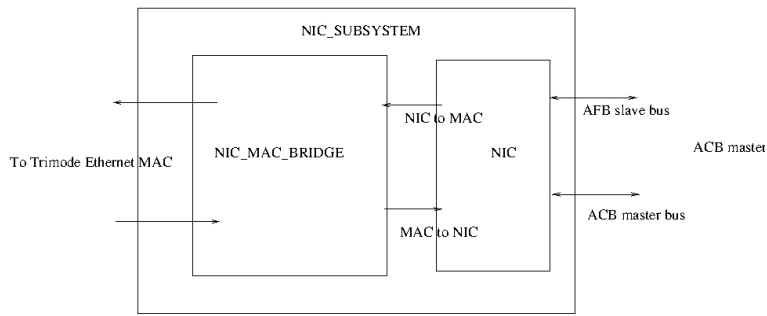 NIC_SUBSYSTEM
NIC to MAC
AFB slave bus
NIC_MAC_BRIDGE
NIC
ACB master
To Trimode Ethernet MAC
ACB master bus
MAC to NIC